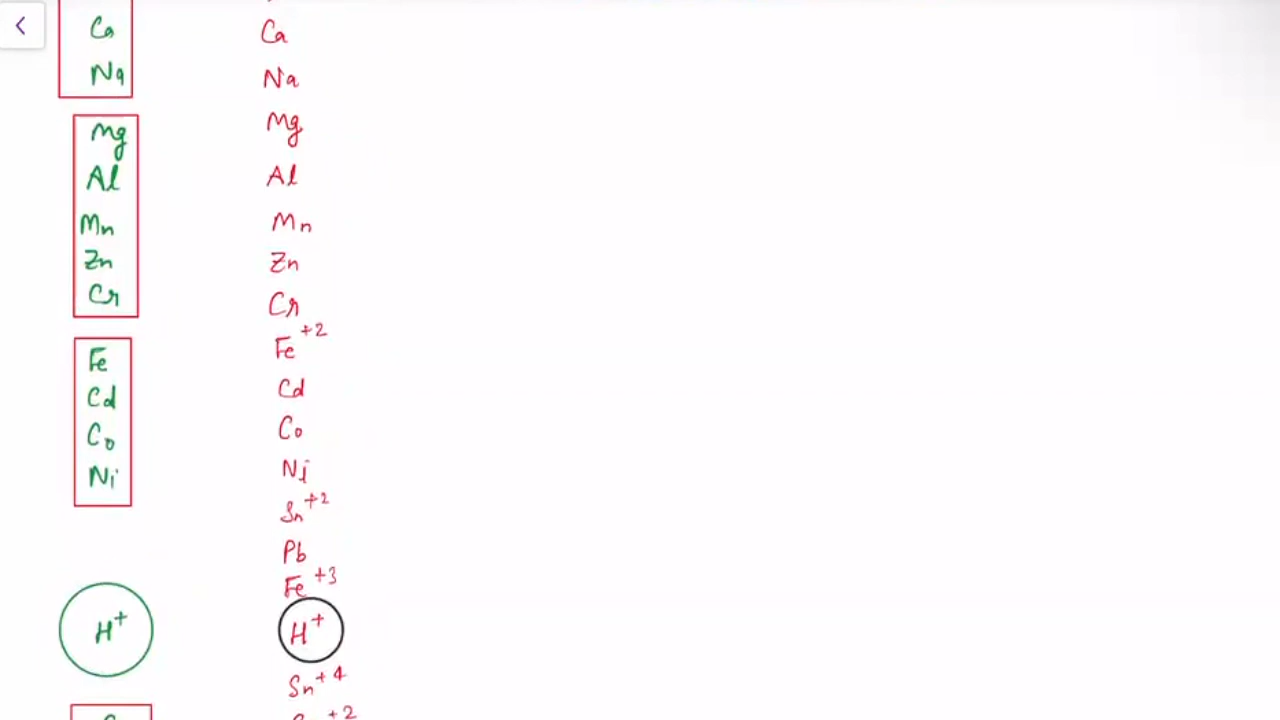 Ca Ca
Na Na
Mg Mg
Al Al
Mn Mn
Zn Zn
Cr Cr
Fe Fe+2
Cd Cd
Co Co
Ni Ni
Sn+2
Pb
Fe+3
H+ H+
Sn+4
+2